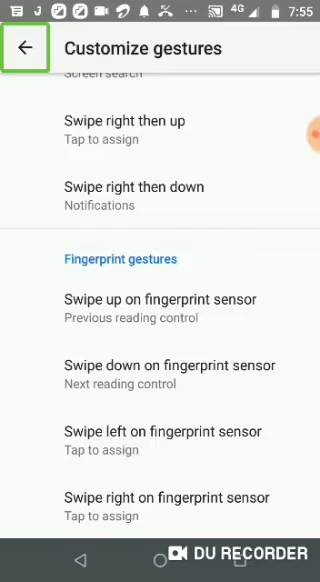 J
4G
7:55
Customize gestures
Screen search
Swipe right then up
Tap to assign
Swipe right then down
Notifications
Fingerprint gestures
Swipe up on fingerprint sensor
Previous reading control
Swipe down on fingerprint sensor
Next reading control
Swipe left on fingerprint sensor
Tap to assign
Swipe right on fingerprint sensor
Tap to assign
DU RECORDER